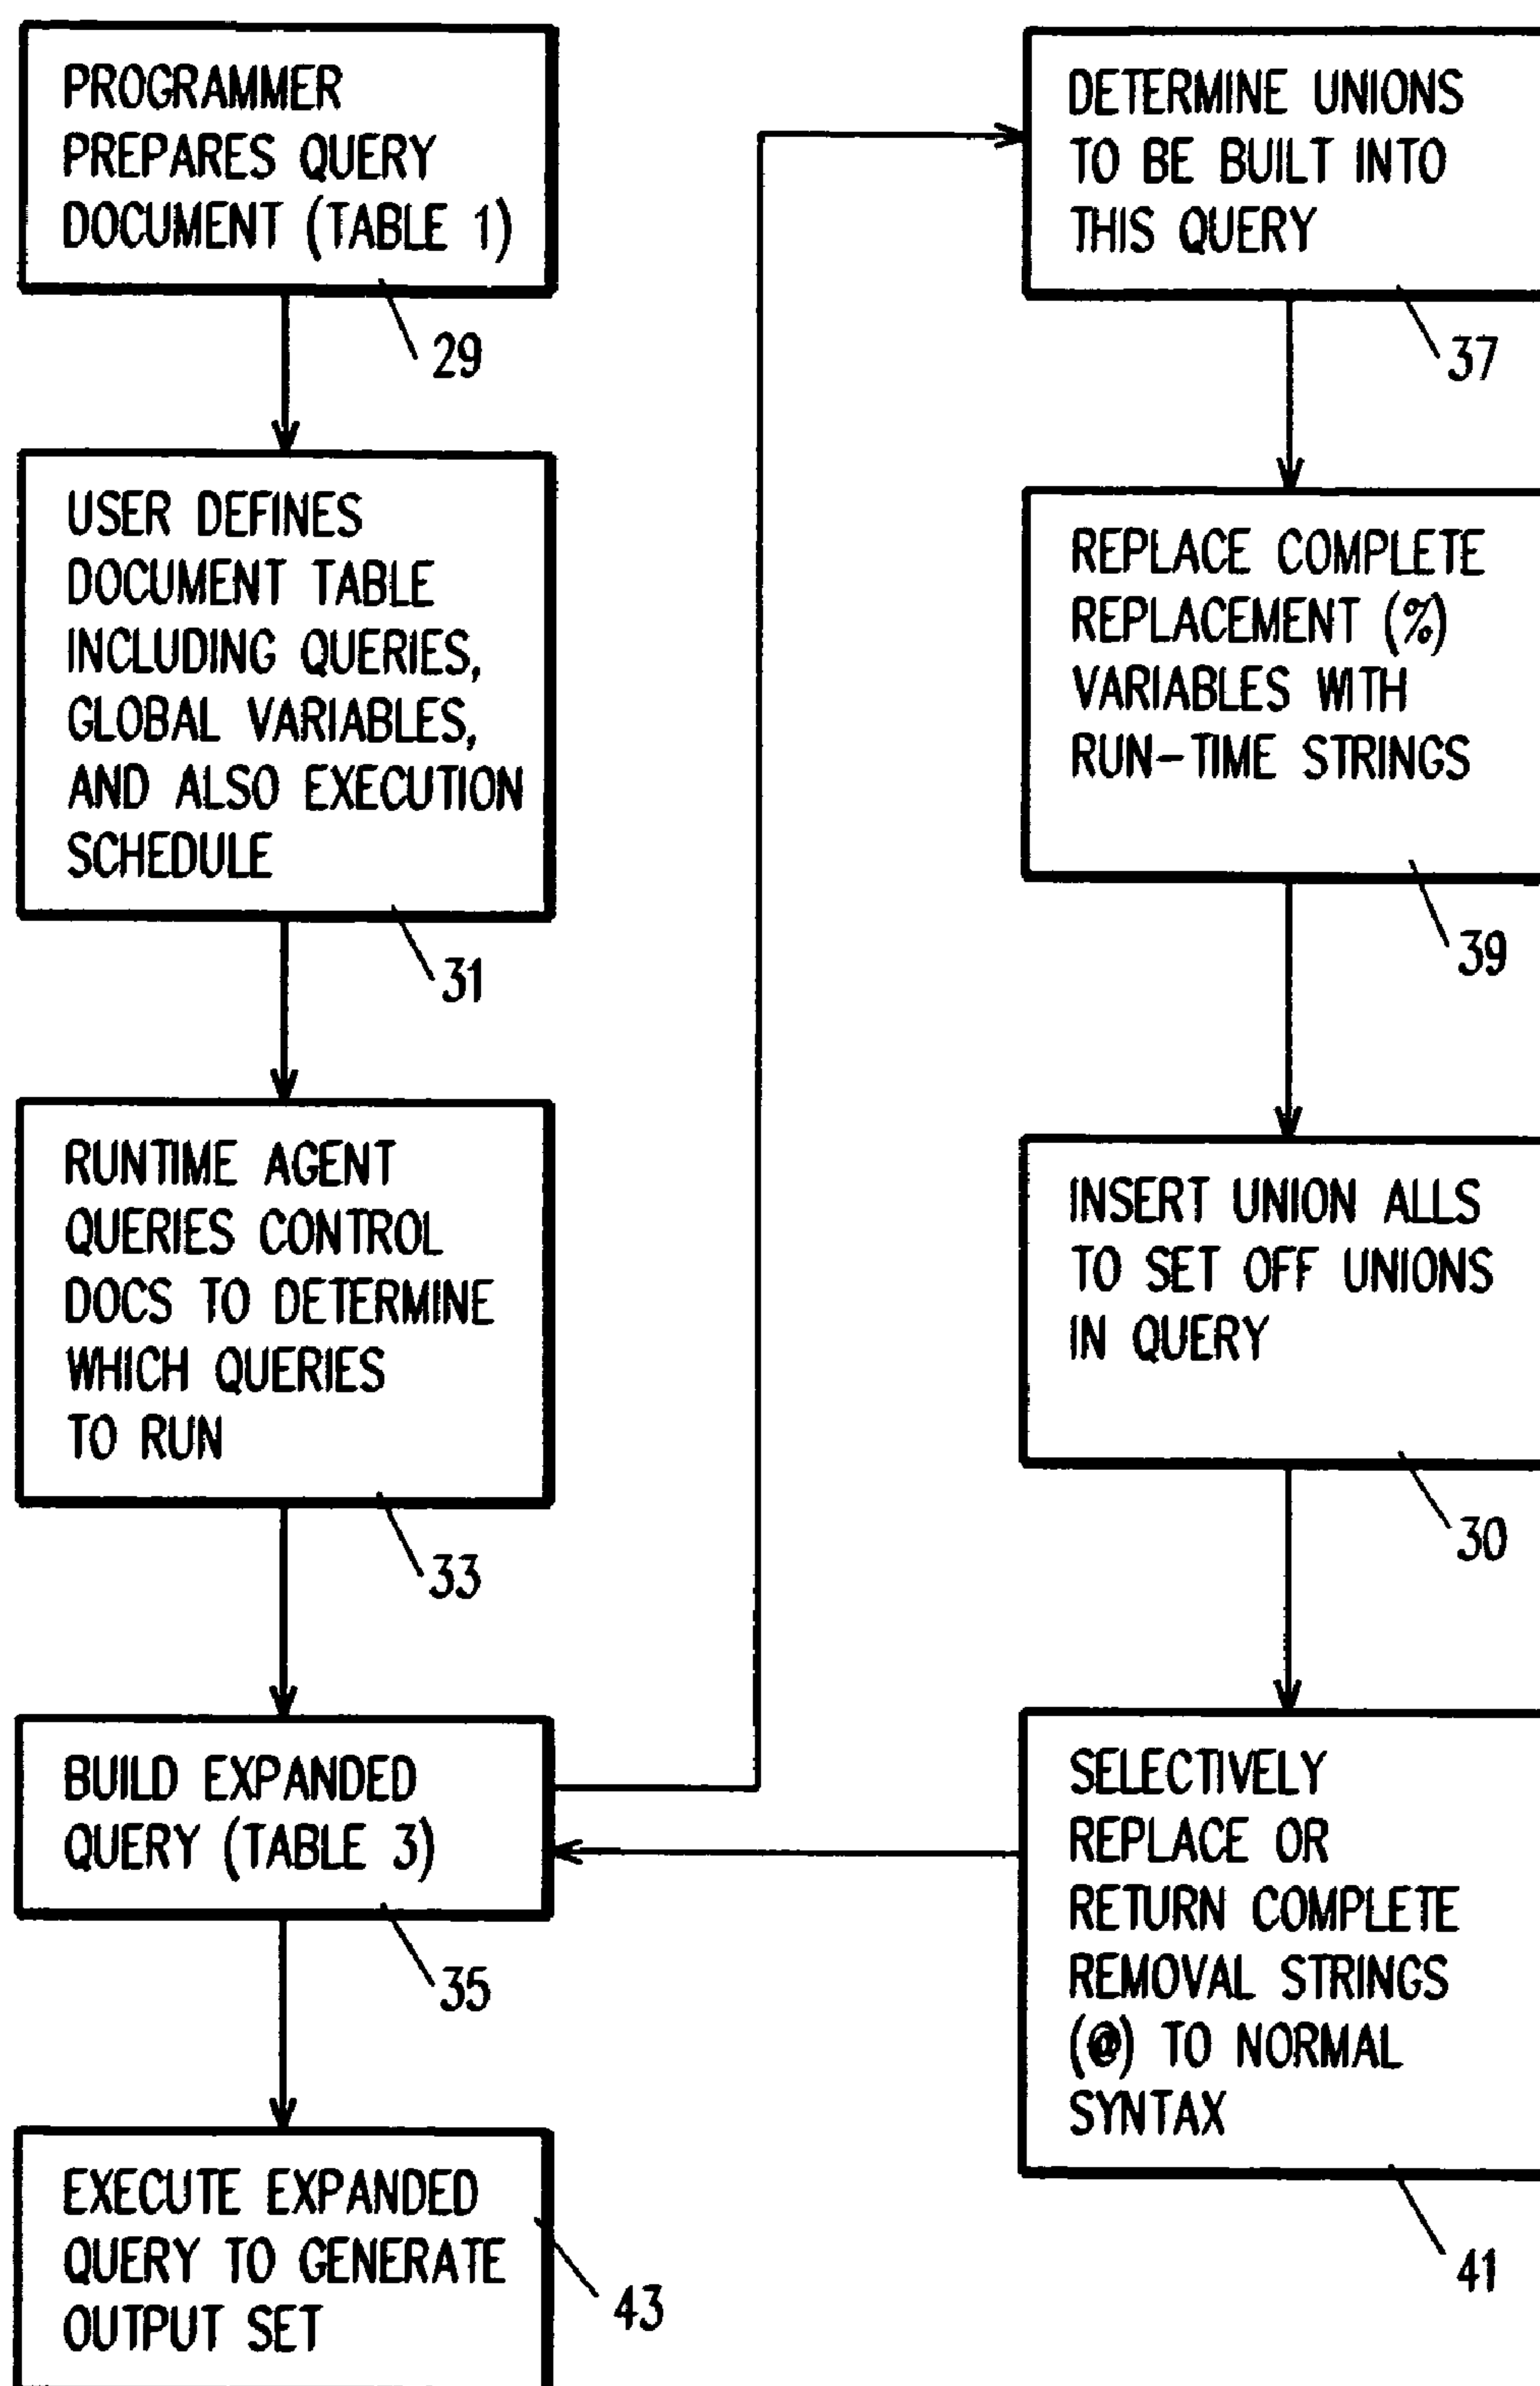 PROGRAMMER
PREPARES QUERY
DOCUMENT (TABLE 1)
29
USER DEFINES
DOCUMENT TABLE
INCLUDING QUERIES,
GLOBAL VARIABLES,
AND ALSO EXECUTION
SCHEDULE
31
RUNTIME AGENT
QUERIES CONTROL
DOCS TO DETERMINE
WHICH QUERIES
TO RUN
33
BUILD EXPANDED
QUERY (TABLE 3)
35
EXECUTE EXPANDED
QUERY TO GENERATE
OUTPUT SET
43
DETERMINE UNIONS
TO BE BUILT INTO
THIS QUERY
37
REPLACE COMPLETE
REPLACEMENT (%)
VARIABLES WITH
RUN-TIME STRINGS
39
INSERT UNION ALLS
TO SET OFF UNIONS
IN QUERY
30
SELECTIVELY
REPLACE OR
RETURN COMPLETE
REMOVAL STRINGS
(@) TO NORMAL
SYNTAX
41